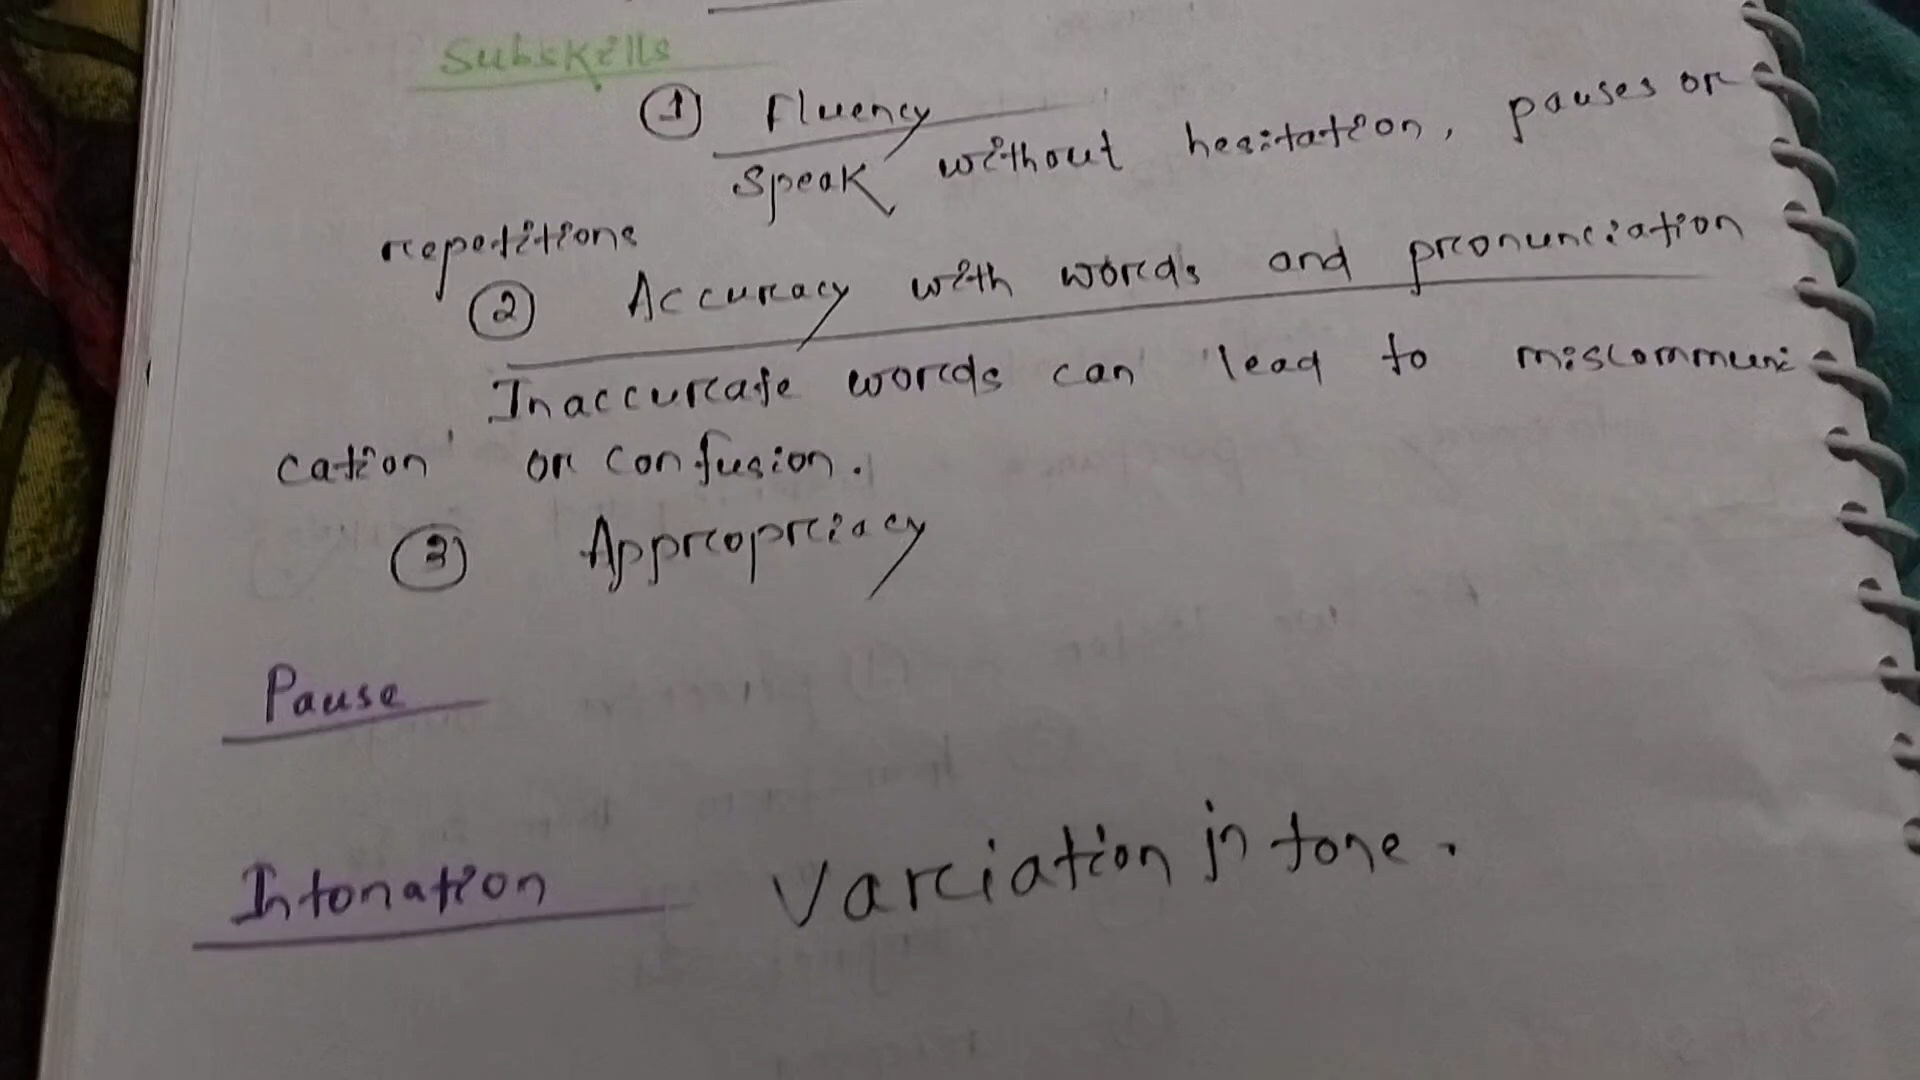 Subskills
① Fluency
Speak without hesitation, pauses or
repetitions
② Accuracy with words and pronunciation
Inaccurate words can lead to miscommuni
cation or confusion.
③ Appropriacy
Pause
Intonation Variation in tone.